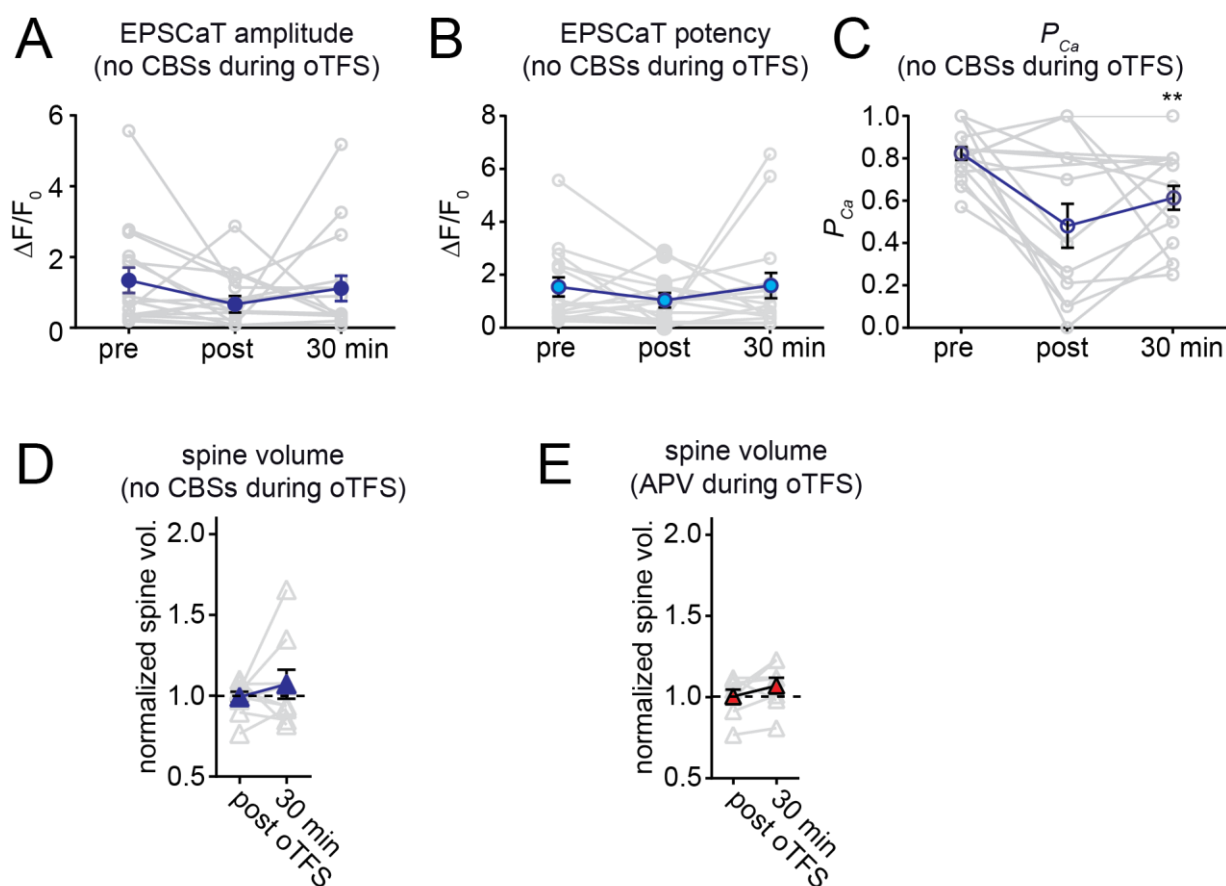 A
EPSCaT amplitude
(no CBSs during oTFS)
ΔF/F0
6
4
2
0
pre
post
30 min
B
EPSCaT potency
(no CBSs during oTFS)
ΔF/F0
8
6
4
2
0
pre
post
30 min
C
PCa
(no CBSs during oTFS)
**
PCa
1.0
0.8
0.6
0.4
0.2
0.0
pre
post
30 min
D
spine volume
(no CBSs during oTFS)
normalized spine vol.
2.0
1.5
1.0
0.5
post oTFS
30 min
E
spine volume
(APV during oTFS)
normalized spine vol.
2.0
1.5
1.0
0.5
post oTFS
30 min